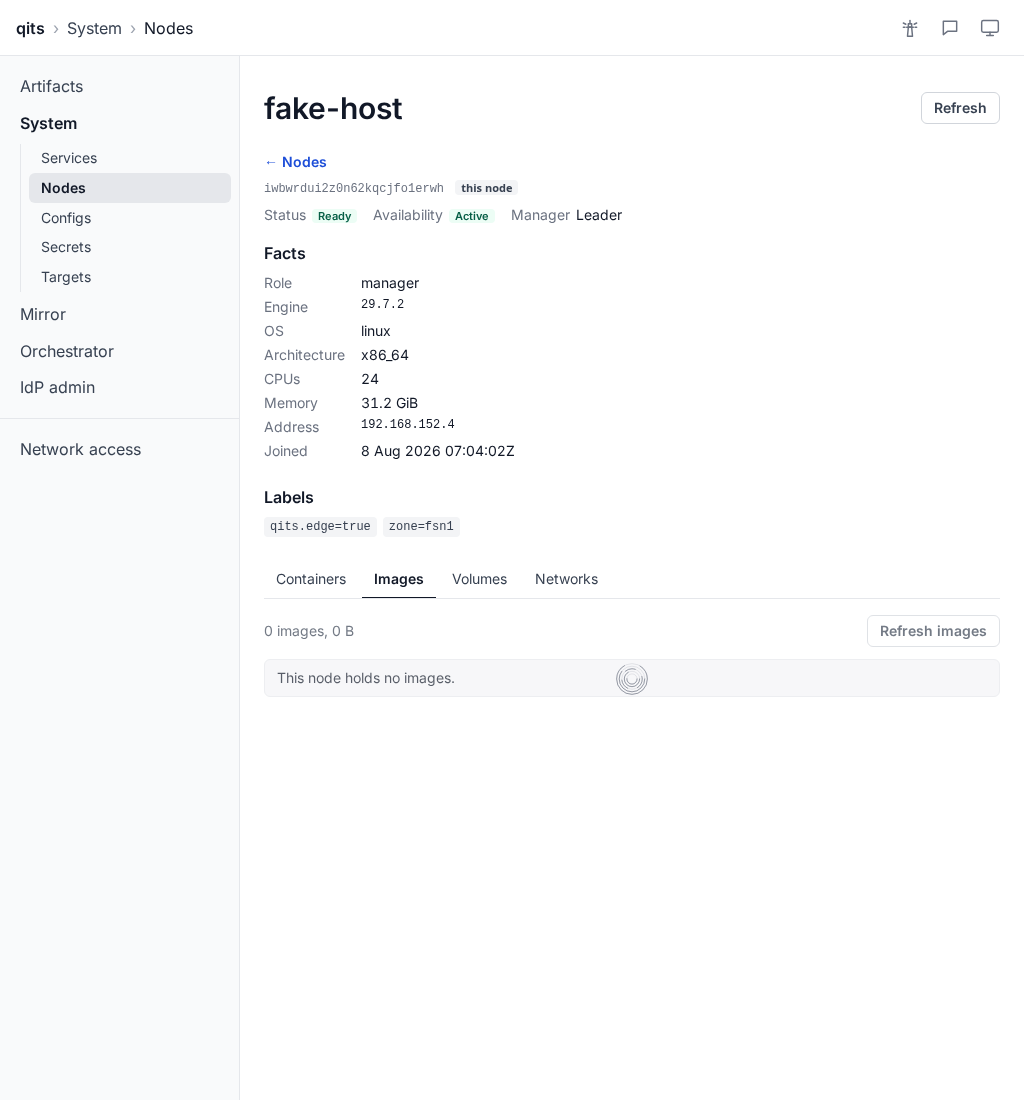 qits › System › Nodes
Artifacts
System
Services
Nodes
Configs
Secrets
Targets
Mirror
Orchestrator
IdP admin
Network access
fake-host
Refresh
← Nodes
iwbwrdui2z0n62kqcjfo1erwh this node
Status Ready Availability Active Manager Leader
Facts
Role manager
Engine 29.7.2
OS linux
Architecture x86_64
CPUs 24
Memory 31.2 GiB
Address 192.168.152.4
Joined 8 Aug 2026 07:04:02Z
Labels
qits.edge=true zone=fsn1
Containers Images Volumes Networks
0 images, 0 B
Refresh images
This node holds no images.